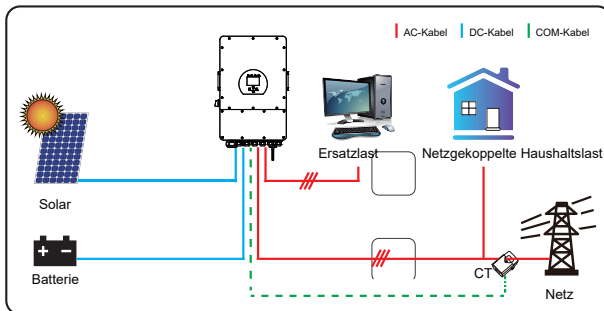 AC-Kabel
DC-Kabel
COM-Kabel
Ersatzlast
Netzgekoppelte Haushaltslast
Solar
Batterie
CT
Netz